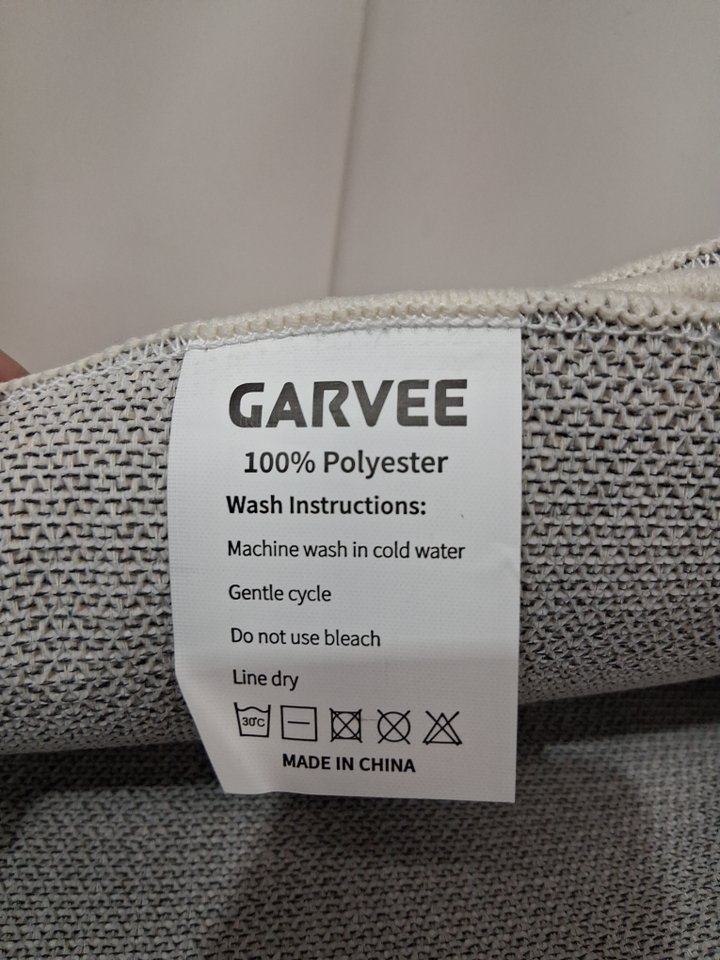 GARVEE
100% Polyester
Wash Instructions:
Machine wash in cold water
Gentle cycle
Do not use bleach
Line dry
30°C
MADE IN CHINA